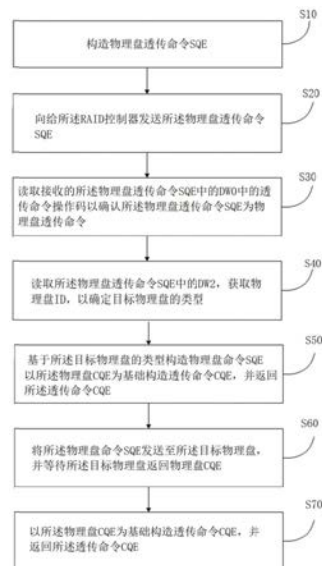 S10
构造物理盘透传命令SQE
S20
向给所述RAID控制器发送所述物理盘透传命令
SQE
S30
读取接收的所述物理盘透传命令SQE中的DW0中的透
传命令操作码以确认所述物理盘透传命令SQE为物
理盘透传命令
S40
读取所述物理盘透传命令SQE中的DW2，获取物
理盘ID，以确定目标物理盘的类型
S50
基于所述目标物理盘的类型构造物理盘命令SQE
以所述物理盘CQE为基础构造透传命令CQE，并返回
所述透传命令CQE
S60
将所述物理盘命令SQE发送至所述目标物理盘，
并等待所述目标物理盘返回物理盘CQE
S70
以所述物理盘CQE为基础构造透传命令CQE，并
返回所述透传命令CQE